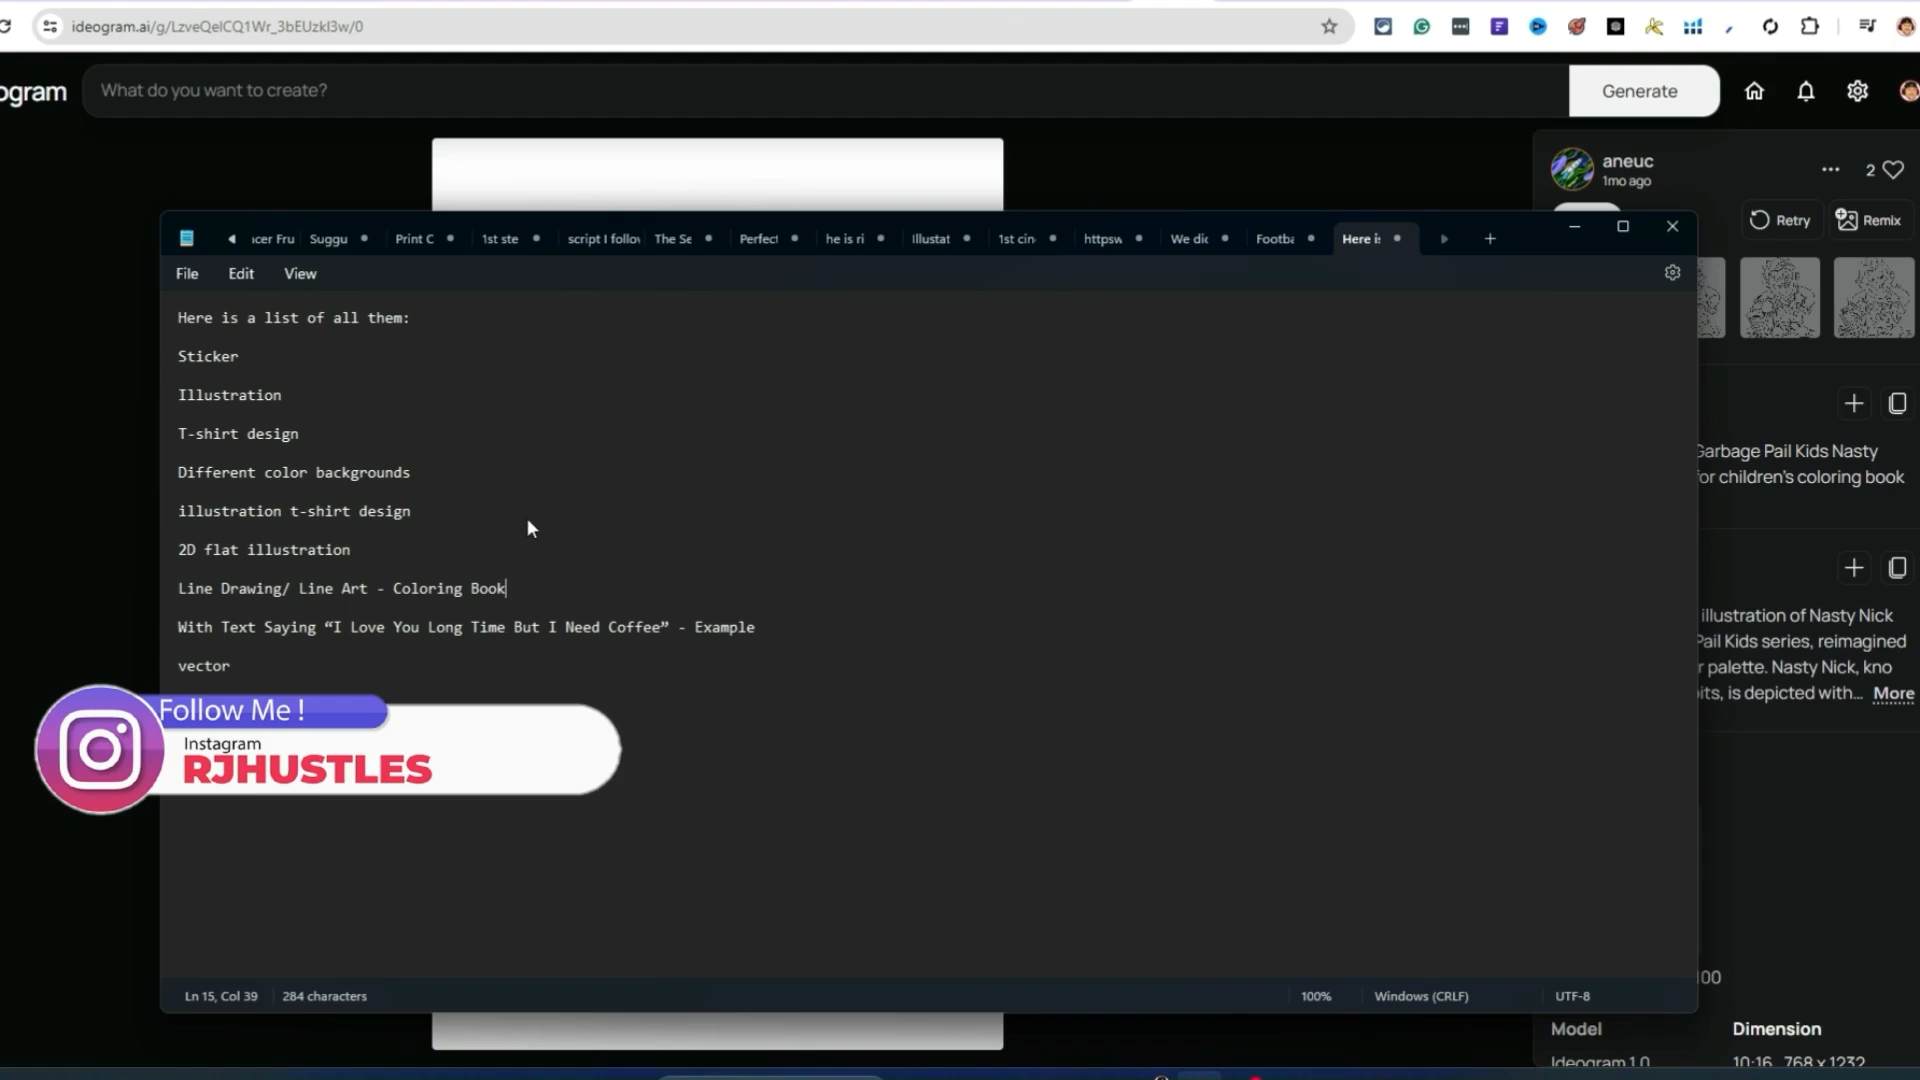 ideogram.ai/g/LzveQelCQ1Wr_3bEUzkl3w/0
ogram
What do you want to create?
Generate
aneuc
1mo ago
2
Retry
Remix
icer Fru
Suggu
Print C
1st ste
script I follow
The Se
Perfect
he is ri
Illustat
1st cin
httpsw
We dic
Footba
Here is
File
Edit
View
Here is a list of all them:
Sticker
Illustration
T-shirt design
Different color backgrounds
illustration t-shirt design
2D flat illustration
Line Drawing/ Line Art - Coloring Book
With Text Saying “I Love You Long Time But I Need Coffee” - Example
vector
Follow Me !
Instagram
RJHUSTLES
Garbage Pail Kids Nasty
for children's coloring book
illustration of Nasty Nick
Pail Kids series, reimagined
r palette. Nasty Nick, kno
its, is depicted with... More
Ln 15, Col 39
284 characters
100%
Windows (CRLF)
UTF-8
100
Model
Dimension
Ideogram 1.0
10:16 768 x 1232